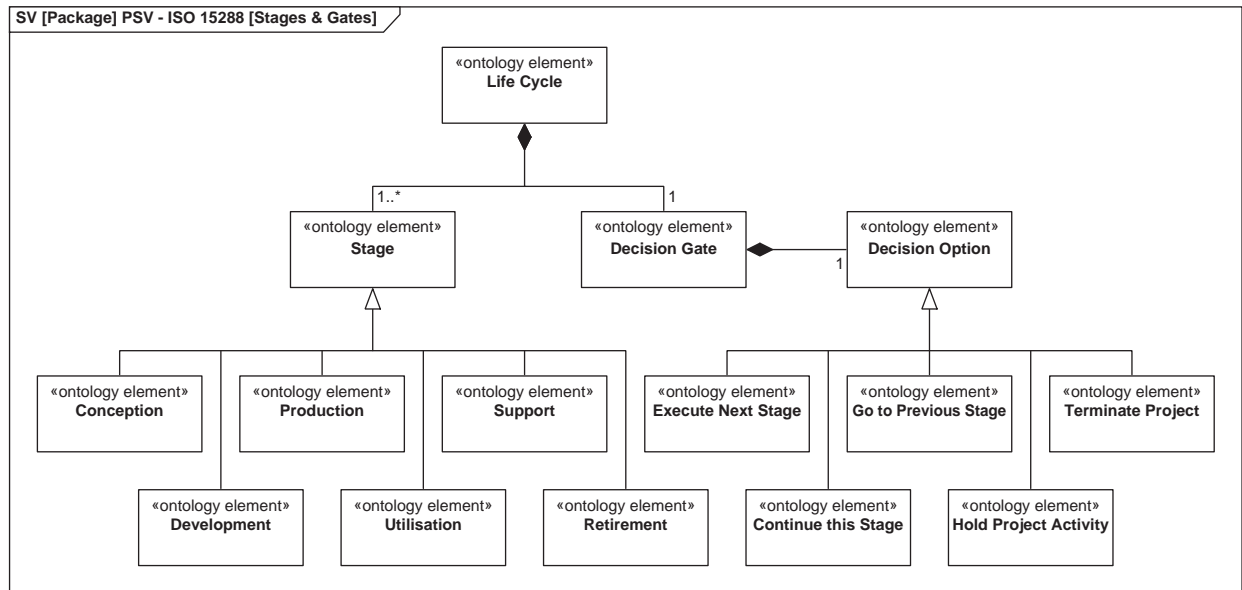 SV [Package] PSV - ISO 15288 [Stages & Gates]
«ontology element»
Life Cycle
1..*
1
«ontology element»
Stage
«ontology element»
Decision Gate
1
«ontology element»
Decision Option
«ontology element»
Conception
«ontology element»
Production
«ontology element»
Support
«ontology element»
Execute Next Stage
«ontology element»
Go to Previous Stage
«ontology element»
Terminate Project
«ontology element»
Development
«ontology element»
Utilisation
«ontology element»
Retirement
«ontology element»
Continue this Stage
«ontology element»
Hold Project Activity